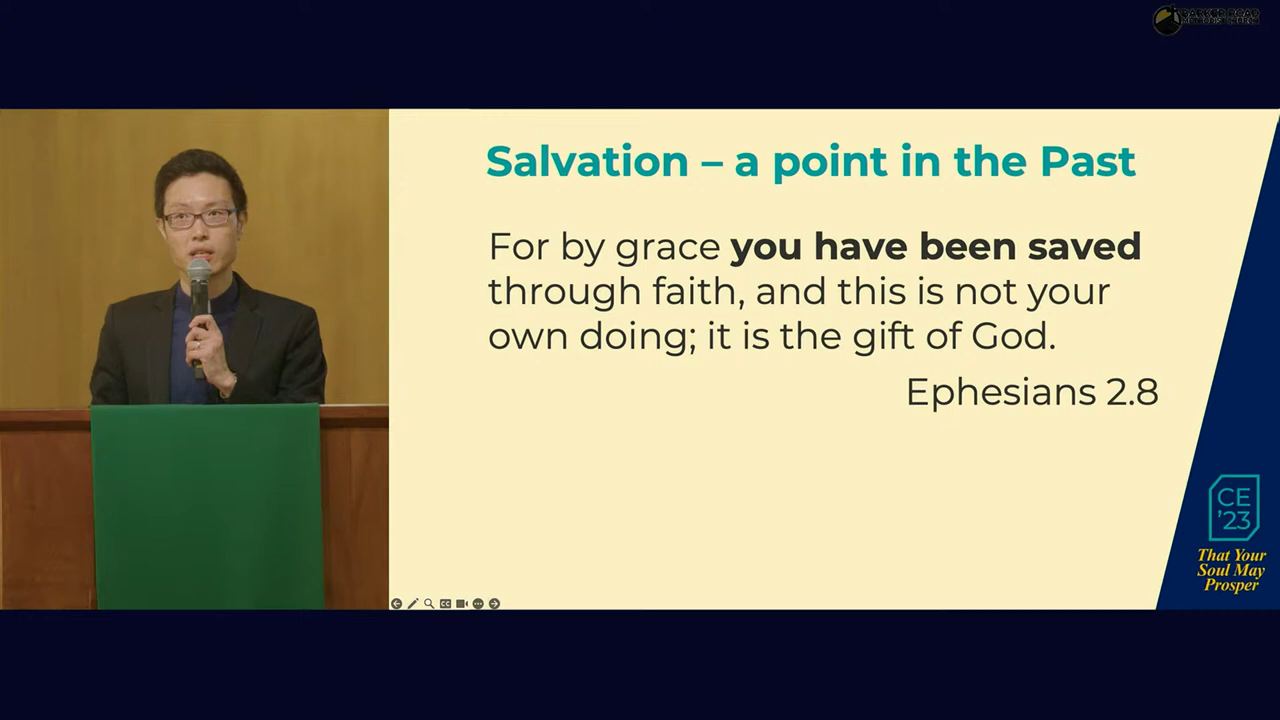 Salvation – a point in the Past
For by grace you have been saved
through faith, and this is not your
own doing; it is the gift of God.
Ephesians 2.8
CE
'23
That Your
Soul May
Prosper